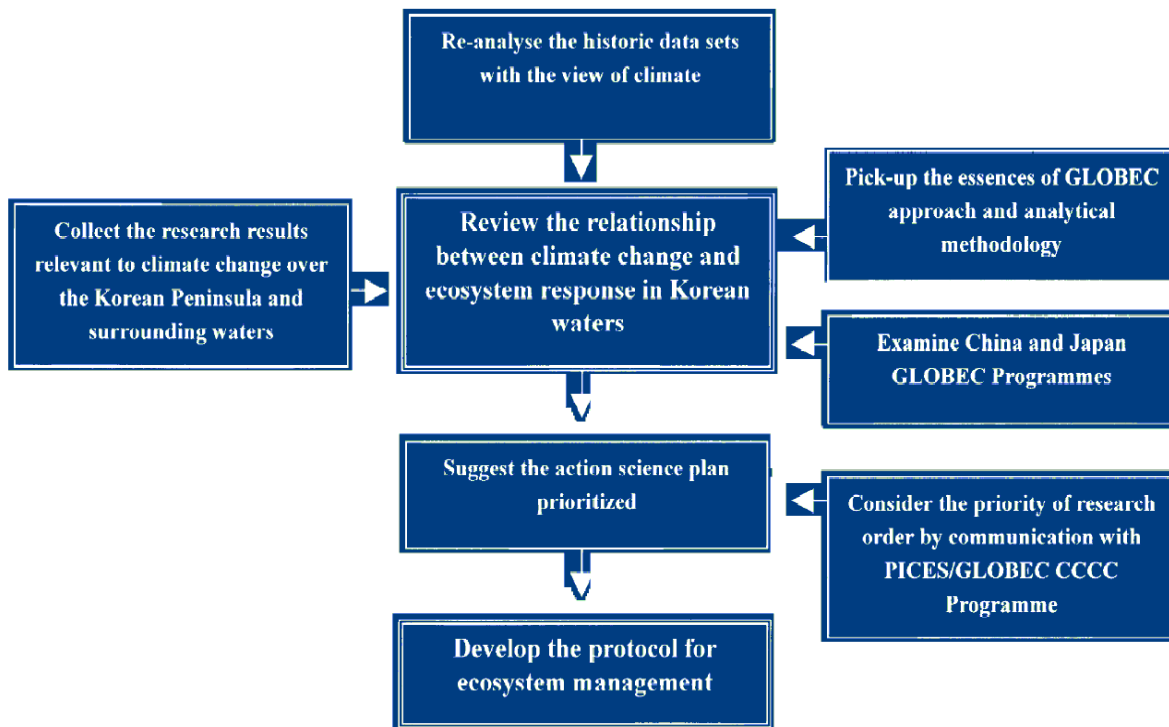 Re-analyse the historic data sets
with the view of climate
Pick-up the essences of GLOBEC
approach and analytical
methodology
Collect the research results
relevant to climate change over
the Korean Peninsula and
surrounding waters
Review the relationship
between climate change and
ecosystem response in Korean
waters
Examine China and Japan
GLOBEC Programmes
Suggest the action science plan
prioritized
Consider the priority of research
order by communication with
PICES/GLOBEC CCCC
Programme
Develop the protocol for
ecosystem management